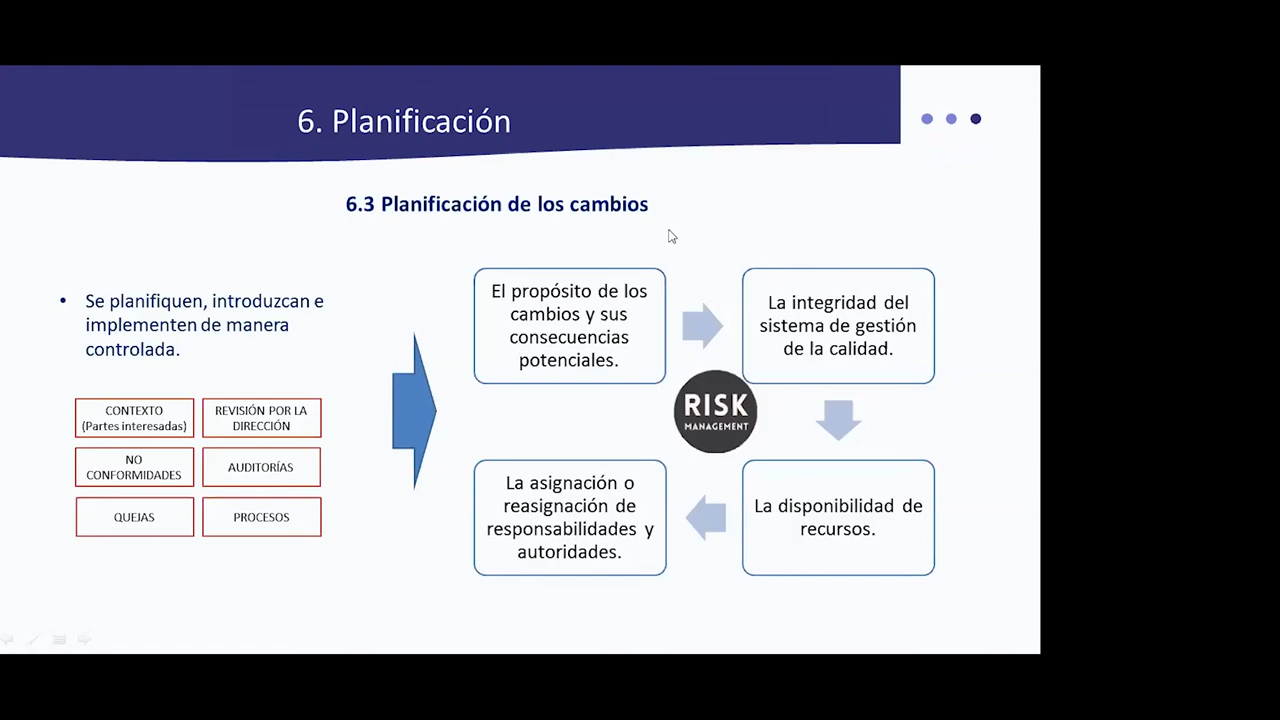 6. Planificación
6.3 Planificación de los cambios
• Se planifiquen, introduzcan e
implementen de manera
controlada.
CONTEXTO
(Partes interesadas)
REVISIÓN POR LA
DIRECCIÓN
NO
CONFORMIDADES
AUDITORÍAS
QUEJAS
PROCESOS
El propósito de los
cambios y sus
consecuencias
potenciales.
La integridad del
sistema de gestión
de la calidad.
RISK
MANAGEMENT
La asignación o
reasignación de
responsabilidades y
autoridades.
La disponibilidad de
recursos.